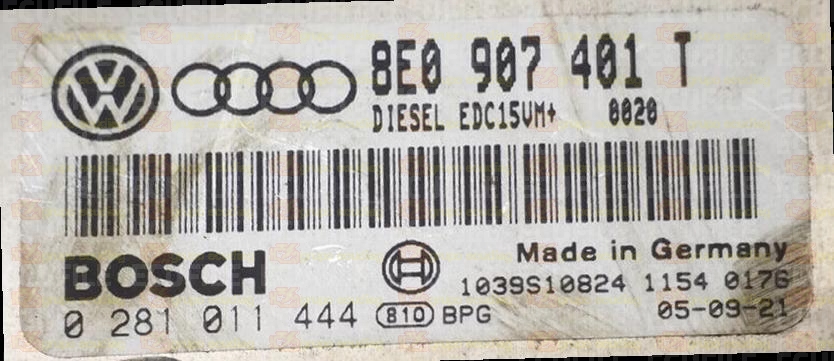 8E0 907 401 T
DIESEL EDC15VM+ 0020
BOSCH
Made in Germany
1039S10824 1154 0176
0 281 011 444 810 BPG
05-09-21